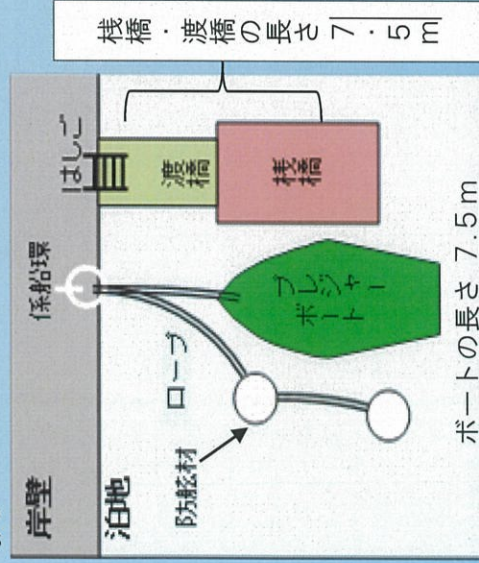 岸壁
係船環
はしご
泊地
ロープ
防舷材
プレジャー
ボート
渡橋
桟橋
ボートの長さ 7.5m
桟橋・渡橋の長さ7.5m